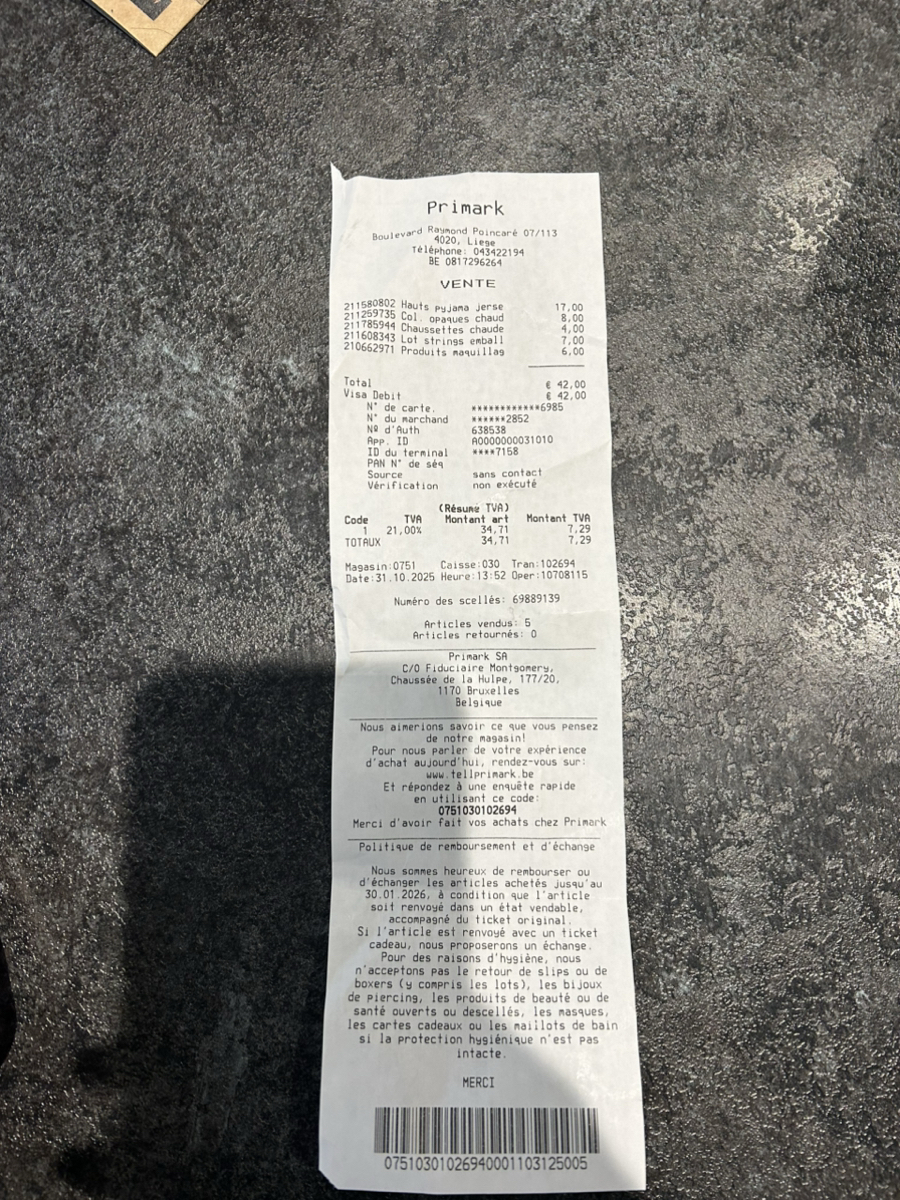 Primark
Boulevard Raymond Poincaré 07/113
4020, Liege
Téléphone: 043422194
BE 0817296264
VENTE
211580802 Hauts pyjama jerse 17,00
211259735 Col. opaques chaud 8,00
211785944 Chaussettes chaude 4,00
211608343 Lot strings emball 7,00
210662971 Produits maquillag 6,00
Total € 42,00
Visa Debit € 42,00
N° de carte. ************6985
N° du marchand ******2852
Nº d'Auth 638538
App. ID A0000000031010
ID du terminal ****7158
PAN N° de séq
Source sans contact
Vérification non exécuté
(Résumé TVA)
Code TVA Montant art Montant TVA
1 21,00% 34,71 7,29
TOTAUX 34,71 7,29
Magasin:0751 Caisse:030 Tran:102694
Date:31.10.2025 Heure:13:52 Oper:10708115
Numéro des scellés: 69889139
Articles vendus: 5
Articles retournés: 0
Primark SA
C/O Fiduciaire Montgomery,
Chaussée de la Hulpe, 177/20,
1170 Bruxelles
Belgique
Nous aimerions savoir ce que vous pensez
de notre magasin!
Pour nous parler de votre expérience
d'achat aujourd'hui, rendez-vous sur:
www.tellprimark.be
Et répondez à une enquête rapide
en utilisant ce code:
0751030102694
Merci d'avoir fait vos achats chez Primark
Politique de remboursement et d'échange
Nous sommes heureux de rembourser ou
d'échanger les articles achetés jusqu'au
30.01.2026, à condition que l'article
soit renvoyé dans un état vendable,
accompagné du ticket original.
Si l'article est renvoyé avec un ticket
cadeau, nous proposerons un échange.
Pour des raisons d'hygiène, nous
n'acceptons pas le retour de slips ou de
boxers (y compris les lots), les bijoux
de piercing, les produits de beauté ou de
santé ouverts ou descellés, les masques,
les cartes cadeaux ou les maillots de bain
si la protection hygiénique n'est pas
intacte.
MERCI
07510301026940001103125005